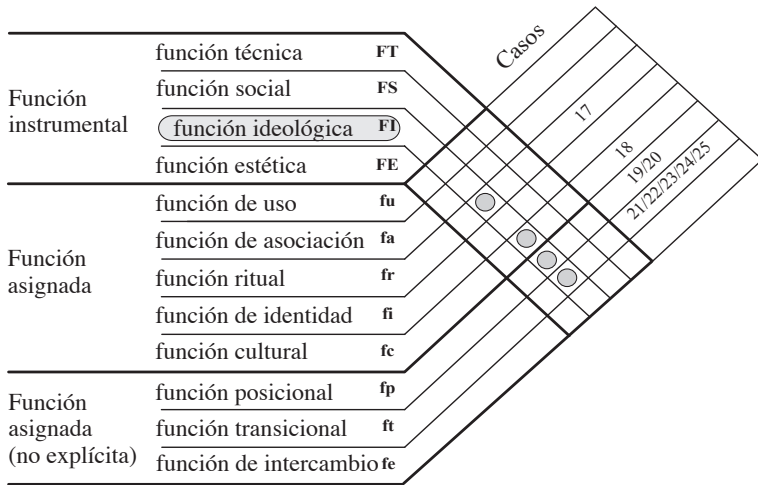 Casos
función técnica FT
función social FS
Función
instrumental
función ideológica FI
función estética FE
17
18
19/20
21/22/23/24/25
función de uso fu
función de asociación fa
Función
asignada
función ritual fr
función de identidad fi
función cultural fc
función posicional fp
Función
asignada
(no explícita)
función transicional ft
función de intercambio fe